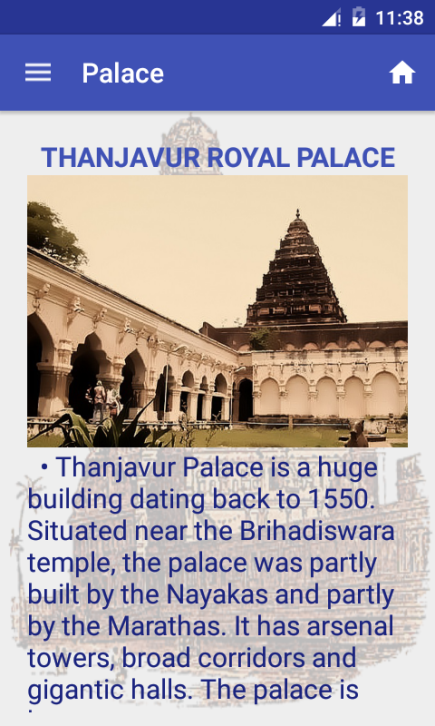 11:38
Palace
THANJAVUR ROYAL PALACE
• Thanjavur Palace is a huge
building dating back to 1550.
Situated near the Brihadiswara
temple, the palace was partly
built by the Nayakas and partly
by the Marathas. It has arsenal
towers, broad corridors and
gigantic halls. The palace is